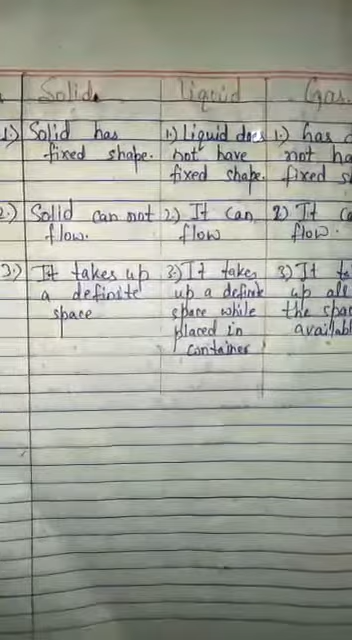 Solid. Liquid Gas.
1.) Solid has
fixed shape.
1.) Liquid does
not have
fixed shape.
1.) has
not
fixed
2.) Solid can not
flow.
2.) It can
flow
2) It
flow.
3.) It takes up
a definite
space
3.) It takes
up a definite
space while
placed in
container
3) It
up all
the